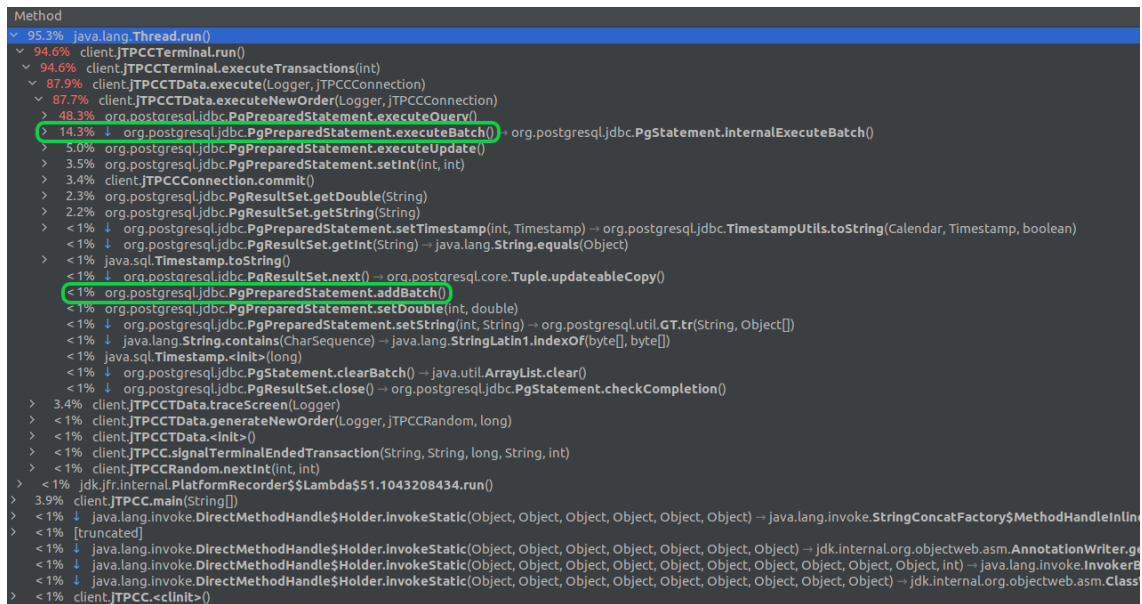 Method
95.3% java.lang.Thread.run()
94.6% client.jTPCCTerminal.run()
94.6% client.jTPCCTerminal.executeTransactions(int)
87.9% client.jTPCCTData.execute(Logger, jTPCCConnection)
87.7% client.jTPCCTData.executeNewOrder(Logger, jTPCCConnection)
48.3% org.postgresql.jdbc.PgPreparedStatement.executeQuery()
14.3% ↓ org.postgresql.jdbc.PgPreparedStatement.executeBatch() → org.postgresql.jdbc.PgStatement.internalExecuteBatch()
5.0% org.postgresql.jdbc.PgPreparedStatement.executeUpdate()
3.5% org.postgresql.jdbc.PgPreparedStatement.setInt(int, int)
3.4% client.jTPCCConnection.commit()
2.3% org.postgresql.jdbc.PgResultSet.getDouble(String)
2.2% org.postgresql.jdbc.PgResultSet.getString(String)
<1% ↓ org.postgresql.jdbc.PgPreparedStatement.setTimestamp(int, Timestamp) → org.postgresql.jdbc.TimestampUtils.toString(Calendar, Timestamp, boolean)
<1% ↓ org.postgresql.jdbc.PgResultSet.getInt(String) → java.lang.String.equals(Object)
<1% java.sql.Timestamp.toString()
<1% ↓ org.postgresql.jdbc.PgResultSet.next() → org.postgresql.core.Tuple.updateableCopy()
<1% org.postgresql.jdbc.PgPreparedStatement.addBatch()
<1% org.postgresql.jdbc.PgPreparedStatement.setDouble(int, double)
<1% ↓ org.postgresql.jdbc.PgPreparedStatement.setString(int, String) → org.postgresql.util.GT.tr(String, Object[])
<1% ↓ java.lang.String.contains(CharSequence) → java.lang.StringLatin1.indexOf(byte[], byte[])
<1% java.sql.Timestamp.<init>(long)
<1% ↓ org.postgresql.jdbc.PgStatement.clearBatch() → java.util.ArrayList.clear()
<1% ↓ org.postgresql.jdbc.PgResultSet.close() → org.postgresql.jdbc.PgStatement.checkCompletion()
3.4% client.jTPCCTData.traceScreen(Logger)
<1% client.jTPCCTData.generateNewOrder(Logger, jTPCCRandom, long)
<1% client.jTPCCTData.<init>()
<1% client.jTPCC.signalTerminalEndedTransaction(String, String, long, String, int)
<1% client.jTPCCRandom.nextInt(int, int)
<1% jdk.jfr.internal.PlatformRecorder$$Lambda$51.1043208434.run()
3.9% client.jTPCC.main(String[])
<1% ↓ java.lang.invoke.DirectMethodHandle$Holder.invokeStatic(Object, Object, Object, Object, Object, Object) → java.lang.invoke.StringConcatFactory$MethodHandleInline
<1% [truncated]
<1% ↓ java.lang.invoke.DirectMethodHandle$Holder.invokeStatic(Object, Object, Object, Object, Object, Object, Object) → jdk.internal.org.objectweb.asm.AnnotationWriter.ge
<1% ↓ java.lang.invoke.DirectMethodHandle$Holder.invokeStatic(Object, Object, Object, Object, Object, Object, Object, Object, Object, Object, int) → java.lang.invoke.InvokerB
<1% ↓ java.lang.invoke.DirectMethodHandle$Holder.invokeStatic(Object, Object, Object, Object, Object, Object, Object, Object, Object) → jdk.internal.org.objectweb.asm.Class
<1% client.jTPCC.<clinit>()